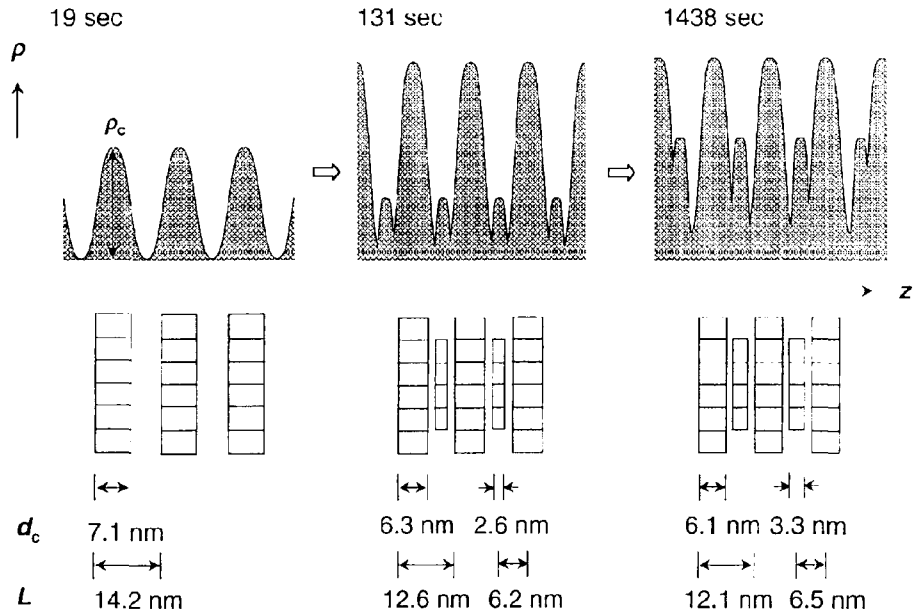 19 sec 131 sec 1438 sec
ρ
ρc
z
dc 7.1 nm 6.3 nm 2.6 nm 6.1 nm 3.3 nm
L 14.2 nm 12.6 nm 6.2 nm 12.1 nm 6.5 nm